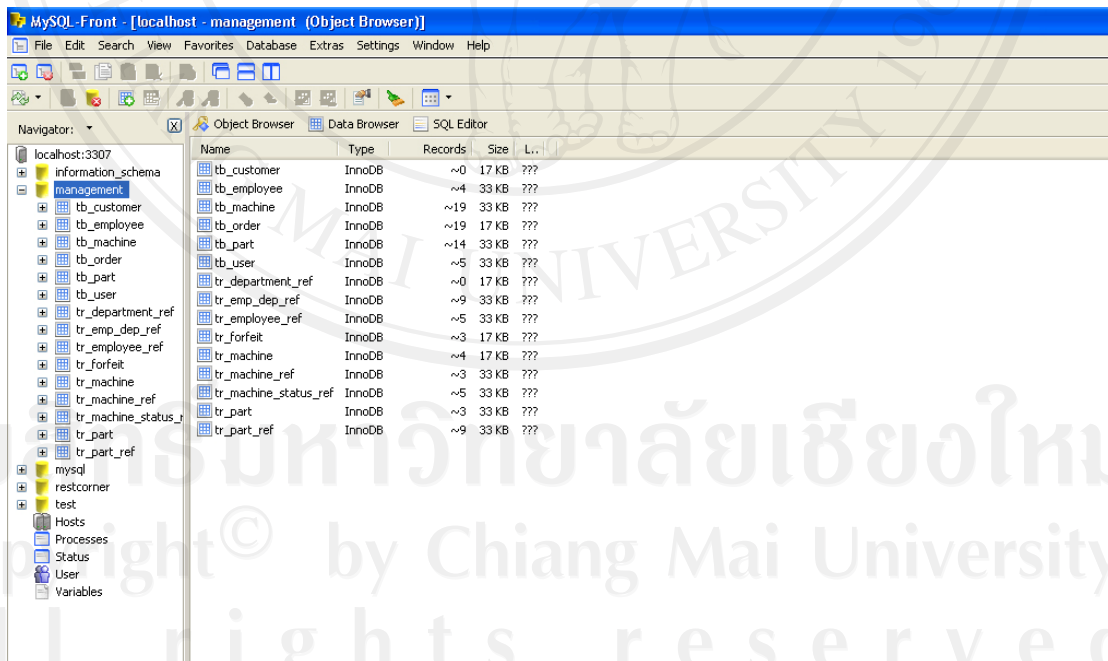 MySQL-Front - [localhost - management (Object Browser)]
File Edit Search View Favorites Database Extras Settings Window Help
Navigator:
Object Browser Data Browser SQL Editor
localhost:3307
information_schema
management
tb_customer
tb_employee
tb_machine
tb_order
tb_part
tb_user
tr_department_ref
tr_emp_dep_ref
tr_employee_ref
tr_forfeit
tr_machine
tr_machine_ref
tr_machine_status_r
tr_part
tr_part_ref
mysql
restcorner
test
Hosts
Processes
Status
User
Variables
Name Type Records Size L...
tb_customer InnoDB ~0 17 KB ???
tb_employee InnoDB ~4 33 KB ???
tb_machine InnoDB ~19 33 KB ???
tb_order InnoDB ~19 17 KB ???
tb_part InnoDB ~14 33 KB ???
tb_user InnoDB ~5 33 KB ???
tr_department_ref InnoDB ~0 17 KB ???
tr_emp_dep_ref InnoDB ~9 33 KB ???
tr_employee_ref InnoDB ~5 33 KB ???
tr_forfeit InnoDB ~3 17 KB ???
tr_machine InnoDB ~4 17 KB ???
tr_machine_ref InnoDB ~3 33 KB ???
tr_machine_status_ref InnoDB ~5 33 KB ???
tr_part InnoDB ~3 33 KB ???
tr_part_ref InnoDB ~9 33 KB ???
MAI UNIVERSITY
มหาวิทยาลัยเชียงใหม
© by Chiang Mai University
rights reserved